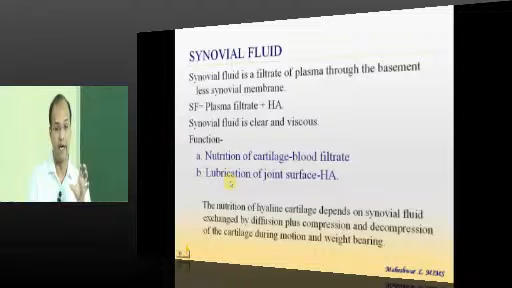 SYNOVIAL FLUID
Synovial fluid is a filtrate of plasma through the basement
less synovial membrane.
SF= Plasma filtrate + HA.
Synovial fluid is clear and viscous.
Function-
a. Nutrition of cartilage-blood filtrate
b. Lubrication of joint surface-HA.
The nutrition of hyaline cartilage depends on synovial fluid
exchanged by diffusion plus compression and decompression
of the cartilage during motion and weight bearing.
Maheshwar .L. MIMS